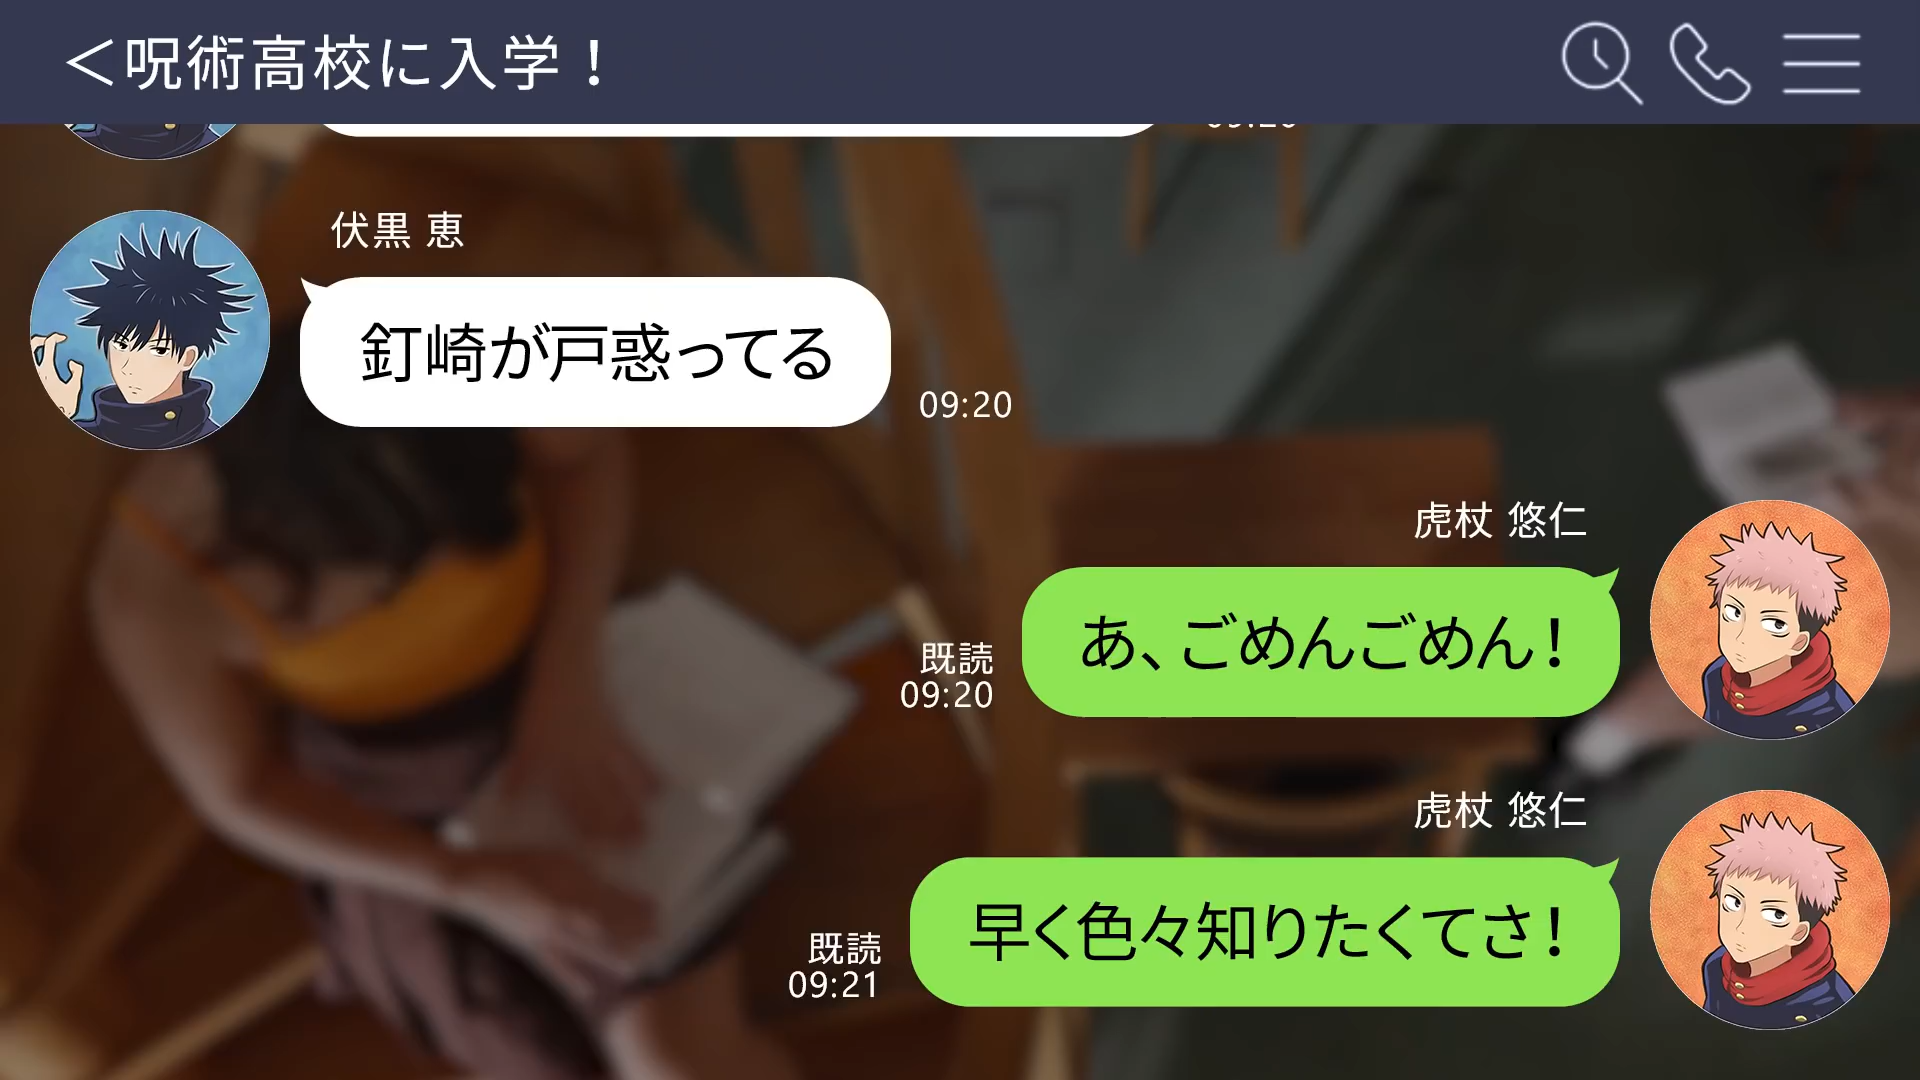 ＜呪術高校に入学！
伏黒 恵
釘崎が戸惑ってる
09:20
虎杖 悠仁
あ、ごめんごめん！
既読
09:20
虎杖 悠仁
早く色々知りたくてさ！
既読
09:21